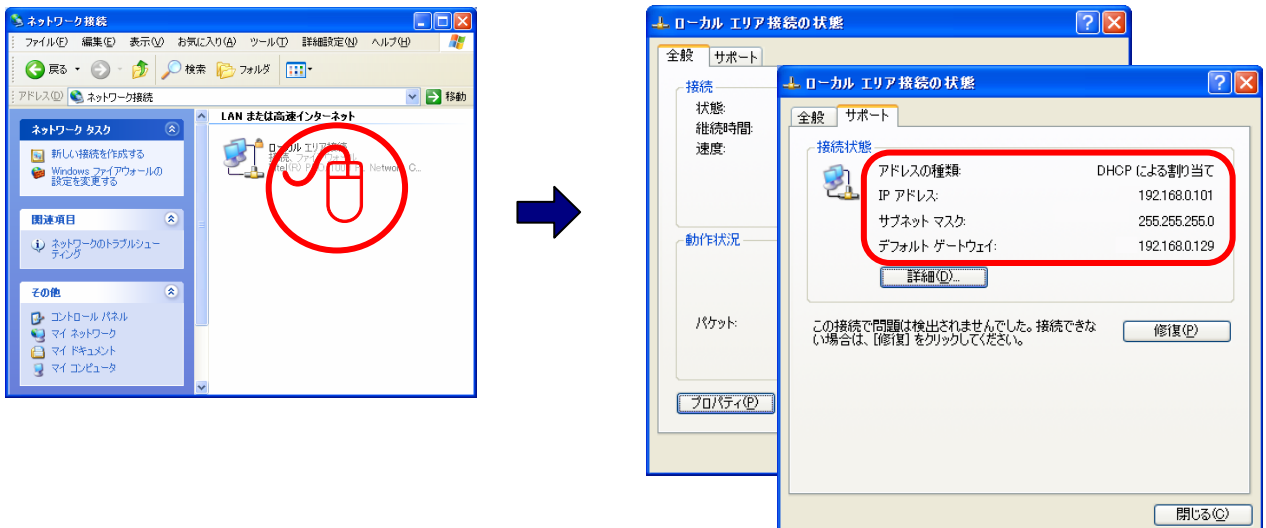 ネットワーク接続
ファイル(F) 編集(E) 表示(V) お気に入り(A) ツール(T) 詳細設定(N) ヘルプ(H)
戻る 検索 フォルダ
アドレス(D) ネットワーク接続 移動
ネットワーク タスク
新しい接続を作成する
Windows ファイアウォールの
設定を変更する
関連項目
ネットワークのトラブルシュー
ティング
その他
コントロール パネル
マイ ネットワーク
マイ ドキュメント
マイ コンピュータ
LAN または高速インターネット
ローカル エリア接続
接続、ファイアウォール
Intel(R) PRO/1000 Network C...
ローカル エリア接続の状態
全般 サポート
接続
状態:
継続時間:
速度:
動作状況
パケット:
プロパティ(P)
ローカル エリア接続の状態
全般 サポート
接続状態
アドレスの種類: DHCP による割り当て
IP アドレス: 192.168.0.101
サブネット マスク: 255.255.255.0
デフォルト ゲートウェイ: 192.168.0.129
詳細(D)...
この接続で問題は検出されませんでした。接続できな
い場合は、[修復] をクリックしてください。
修復(P)
閉じる(C)